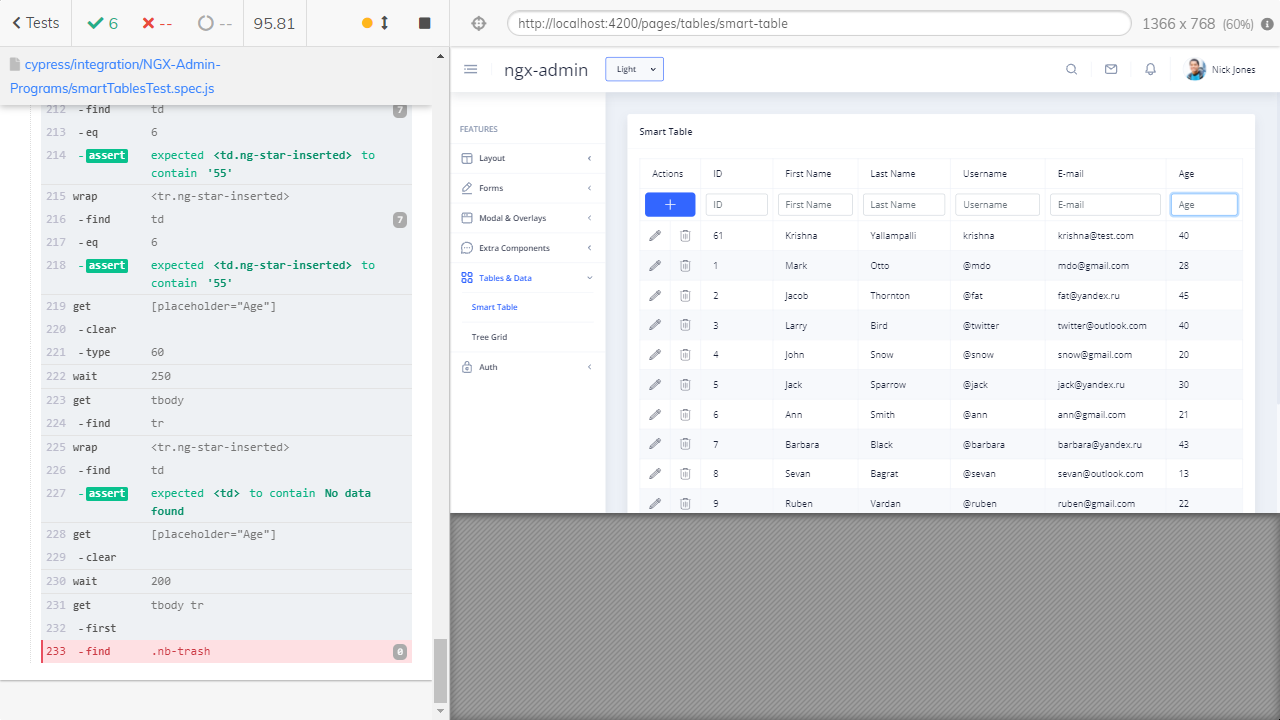 Tests
6
--
--
95.81
http://localhost:4200/pages/tables/smart-table
1366 x 768 (60%)
cypress/integration/NGX-Admin-
Programs/smartTablesTest.spec.js
212 -find td 7
213 -eq 6
214 -assert expected <td.ng-star-inserted> to
contain '55'
215 wrap <tr.ng-star-inserted>
216 -find td 7
217 -eq 6
218 -assert expected <td.ng-star-inserted> to
contain '55'
219 get [placeholder="Age"]
220 -clear
221 -type 60
222 wait 250
223 get tbody
224 -find tr
225 wrap <tr.ng-star-inserted>
226 -find td
227 -assert expected <td> to contain No data
found
228 get [placeholder="Age"]
229 -clear
230 wait 200
231 get tbody tr
232 -first
233 -find .nb-trash 0
ngx-admin
Light
Nick Jones
FEATURES
Layout
Forms
Modal & Overlays
Extra Components
Tables & Data
Smart Table
Tree Grid
Auth
Smart Table
Actions ID First Name Last Name Username E-mail Age
ID First Name Last Name Username E-mail Age
61 Krishna Yallampalli krishna krishna@test.com 40
1 Mark Otto @mdo mdo@gmail.com 28
2 Jacob Thornton @fat fat@yandex.ru 45
3 Larry Bird @twitter twitter@outlook.com 40
4 John Snow @snow snow@gmail.com 20
5 Jack Sparrow @jack jack@yandex.ru 30
6 Ann Smith @ann ann@gmail.com 21
7 Barbara Black @barbara barbara@yandex.ru 43
8 Sevan Bagrat @sevan sevan@outlook.com 13
9 Ruben Vardan @ruben ruben@gmail.com 22